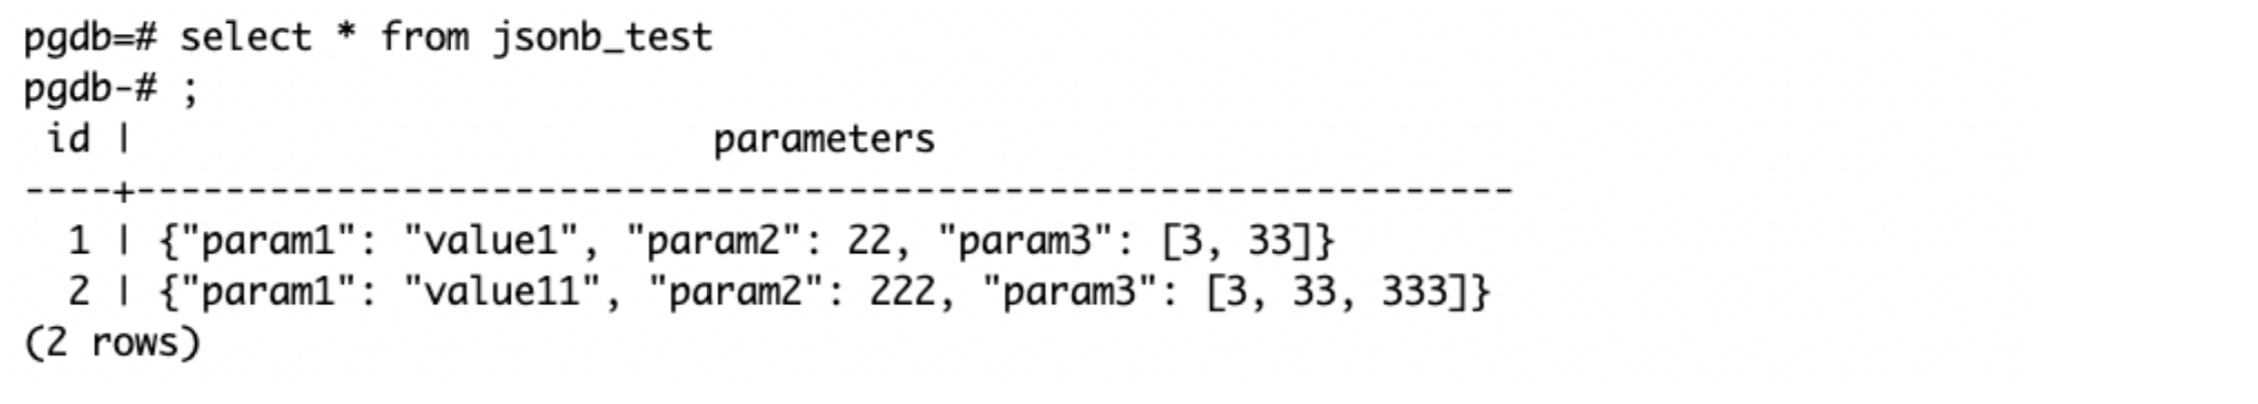 pgdb=# select * from jsonb_test
pgdb-# ;
 id |                          parameters
----+--------------------------------------------------------------
  1 | {"param1": "value1", "param2": 22, "param3": [3, 33]}
  2 | {"param1": "value11", "param2": 222, "param3": [3, 33, 333]}
(2 rows)